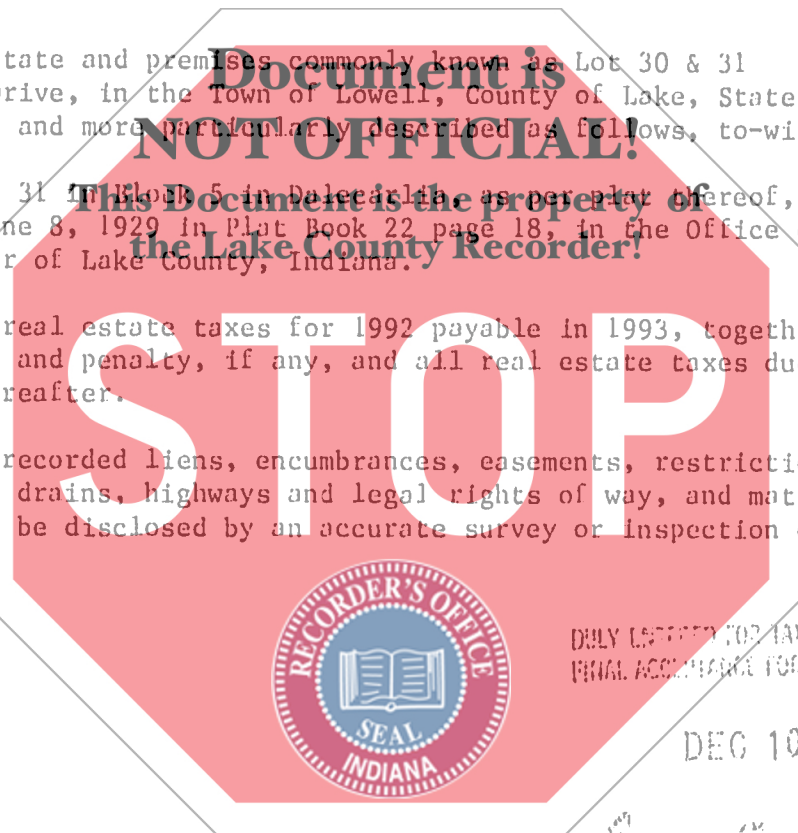 tate and premises commonly known as Lot 30 & 31
Document is
rive, in the Town of Lowell, County of Lake, State
and more particularly described as follows, to-wi
NOT OFFICIAL!
31 in Block 5 in Dalecarlia, as per plat thereof,
This Document is the property of
ne 8, 1929 in Plat Book 22 page 18, in the Office
the Lake County Recorder!
r of Lake County, Indiana.
real estate taxes for 1992 payable in 1993, togeth
and penalty, if any, and all real estate taxes du
reafter.
STOP
recorded liens, encumbrances, easements, restricti
drains, highways and legal rights of way, and mat
be disclosed by an accurate survey or inspection
RECORDER'S OFFICE
SEAL
INDIANA
DULY FOR
FINAL FOR
DEC 10